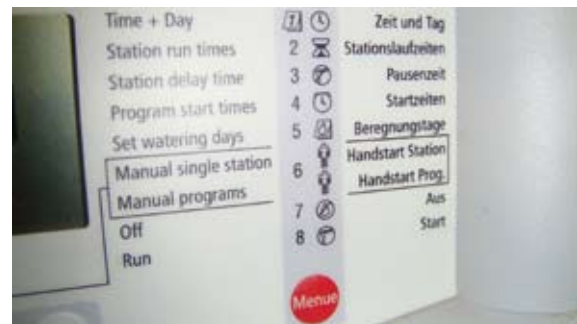 Time + Day 1 Zeit und Tag
Station run times 2 Stationslaufzeiten
Station delay time 3 Pausenzeit
Program start times 4 Startzeiten
Set watering days 5 Beregnungstage
Manual single station Handstart Station
6
Manual programs Handstart Prog.
Off 7 Aus
Run 8 Start
Menue